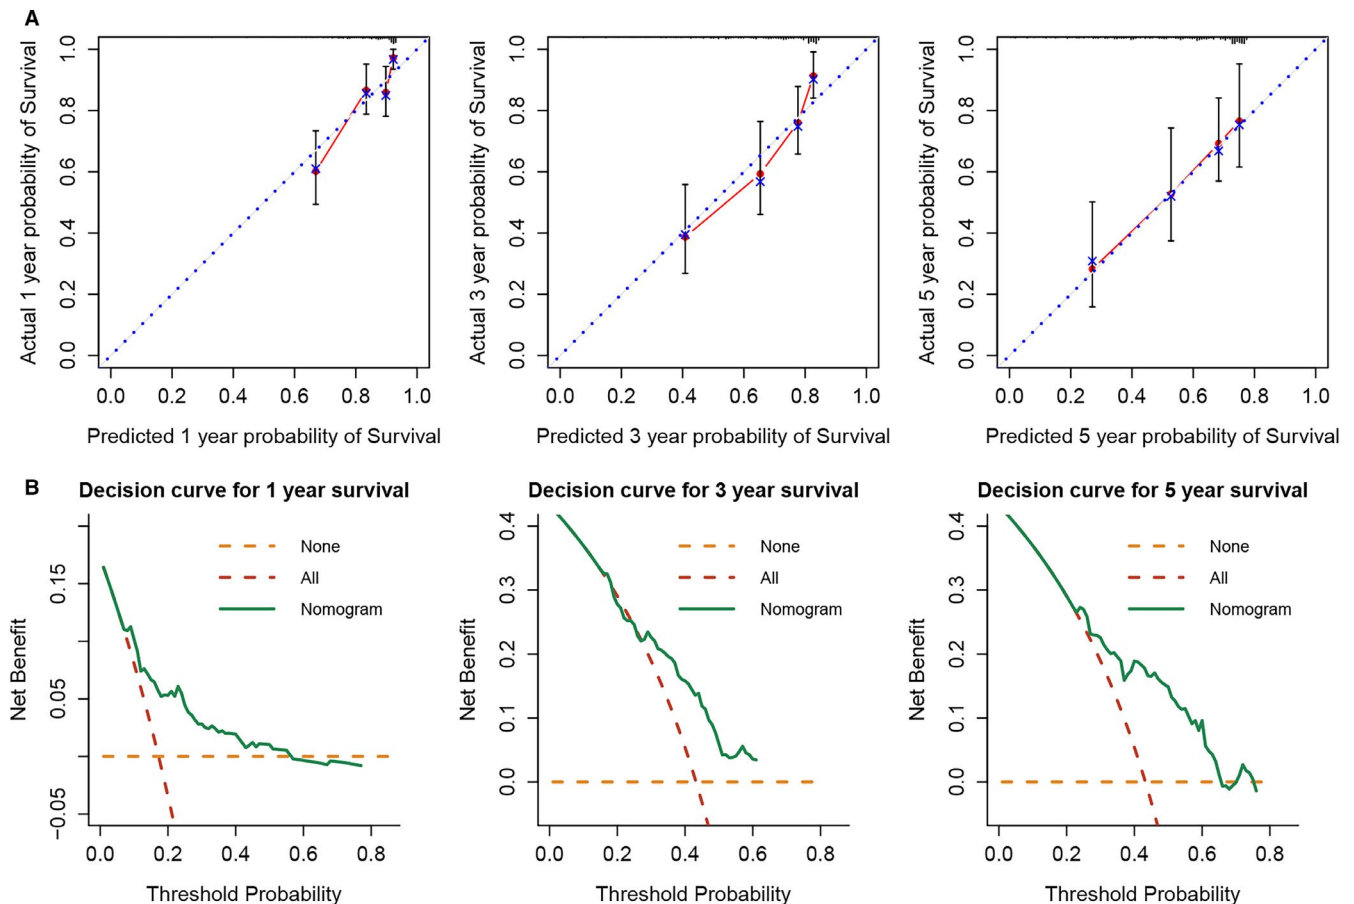 A
Actual 1 year probability of Survival
1.0
0.8
0.6
0.4
0.2
0.0
0.0 0.2 0.4 0.6 0.8 1.0
Predicted 1 year probability of Survival
Actual 3 year probability of Survival
1.0
0.8
0.6
0.4
0.2
0.0
0.0 0.2 0.4 0.6 0.8 1.0
Predicted 3 year probability of Survival
Actual 5 year probability of Survival
1.0
0.8
0.6
0.4
0.2
0.0
0.0 0.2 0.4 0.6 0.8 1.0
Predicted 5 year probability of Survival
B
Decision curve for 1 year survival
Net Benefit
0.15
0.05
−0.05
None
All
Nomogram
0.0 0.2 0.4 0.6 0.8
Threshold Probability
Decision curve for 3 year survival
Net Benefit
0.4
0.3
0.2
0.1
0.0
None
All
Nomogram
0.0 0.2 0.4 0.6 0.8
Threshold Probability
Decision curve for 5 year survival
Net Benefit
0.4
0.3
0.2
0.1
0.0
None
All
Nomogram
0.0 0.2 0.4 0.6 0.8
Threshold Probability